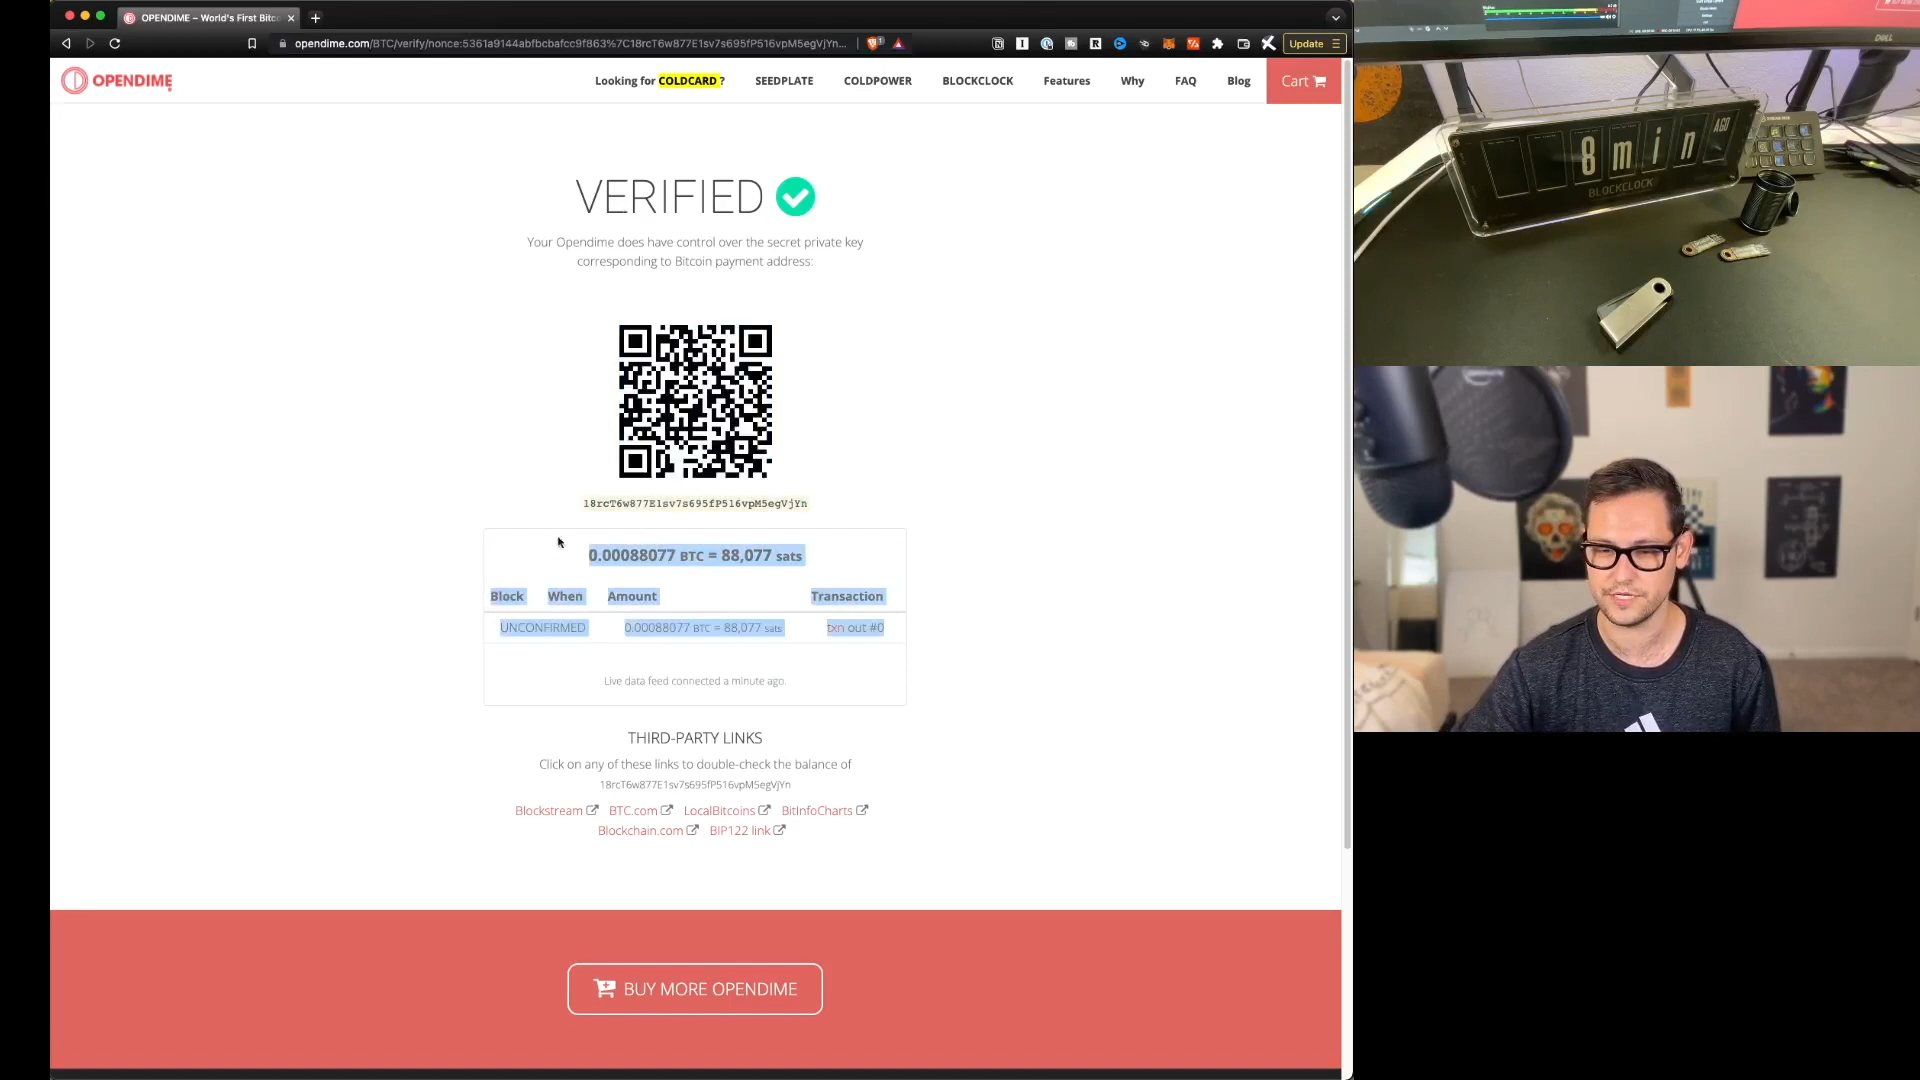 OPENDIME – World's First Bitco
opendime.com/BTC/verify/nonce:5361a9144abfbcbafcc9f863%7C18rcT6w877E1sv7s695fP516vpM5egVjYn...
Update
OPENDIME
Looking for COLDCARD ?
SEEDPLATE
COLDPOWER
BLOCKCLOCK
Features
Why
FAQ
Blog
Cart
VERIFIED
Your Opendime does have control over the secret private key
corresponding to Bitcoin payment address:
18rcT6w877E1sv7s695fP516vpM5egVjYn
0.00088077 BTC = 88,077 sats
Block When Amount Transaction
UNCONFIRMED 0.00088077 BTC = 88,077 sats txn out #0
Live data feed connected a minute ago.
THIRD-PARTY LINKS
Click on any of these links to double-check the balance of
18rcT6w877E1sv7s695fP516vpM5egVjYn
Blockstream BTC.com LocalBitcoins BitInfoCharts
Blockchain.com BIP122 link
BUY MORE OPENDIME
DELL
8min AGO
BLOCKCLOCK